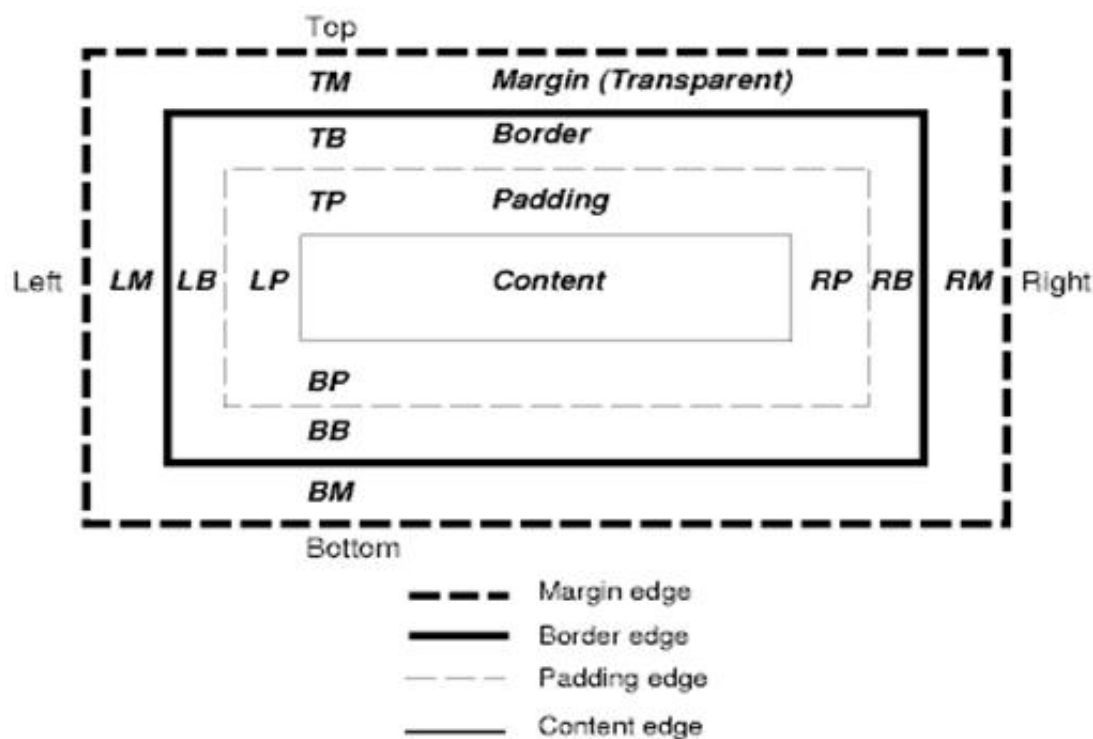 Top
TM Margin (Transparent)
TB Border
TP Padding
Left LM LB LP Content RP RB RM Right
BP
BB
BM
Bottom
Margin edge
Border edge
Padding edge
Content edge